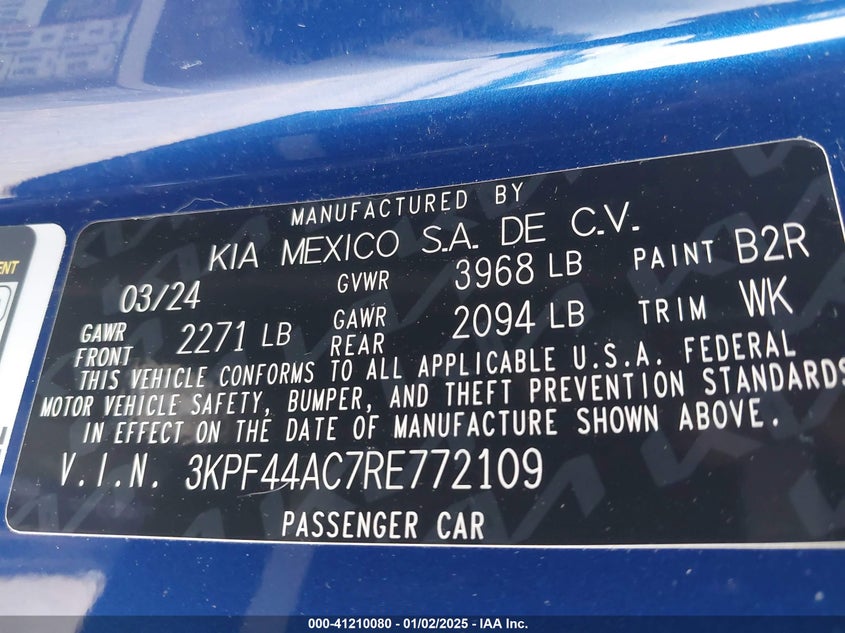 MANUFACTURED BY
KIA MEXICO S.A. DE C.V.
03/24 GVWR 3968 LB PAINT B2R
GAWR FRONT 2271 LB GAWR REAR 2094 LB TRIM WK
THIS VEHICLE CONFORMS TO ALL APPLICABLE U.S.A. FEDERAL
MOTOR VEHICLE SAFETY, BUMPER, AND THEFT PREVENTION STANDARDS
IN EFFECT ON THE DATE OF MANUFACTURE SHOWN ABOVE.
V.I.N. 3KPF44AC7RE772109
PASSENGER CAR
000-41210080 - 01/02/2025 - IAA Inc.